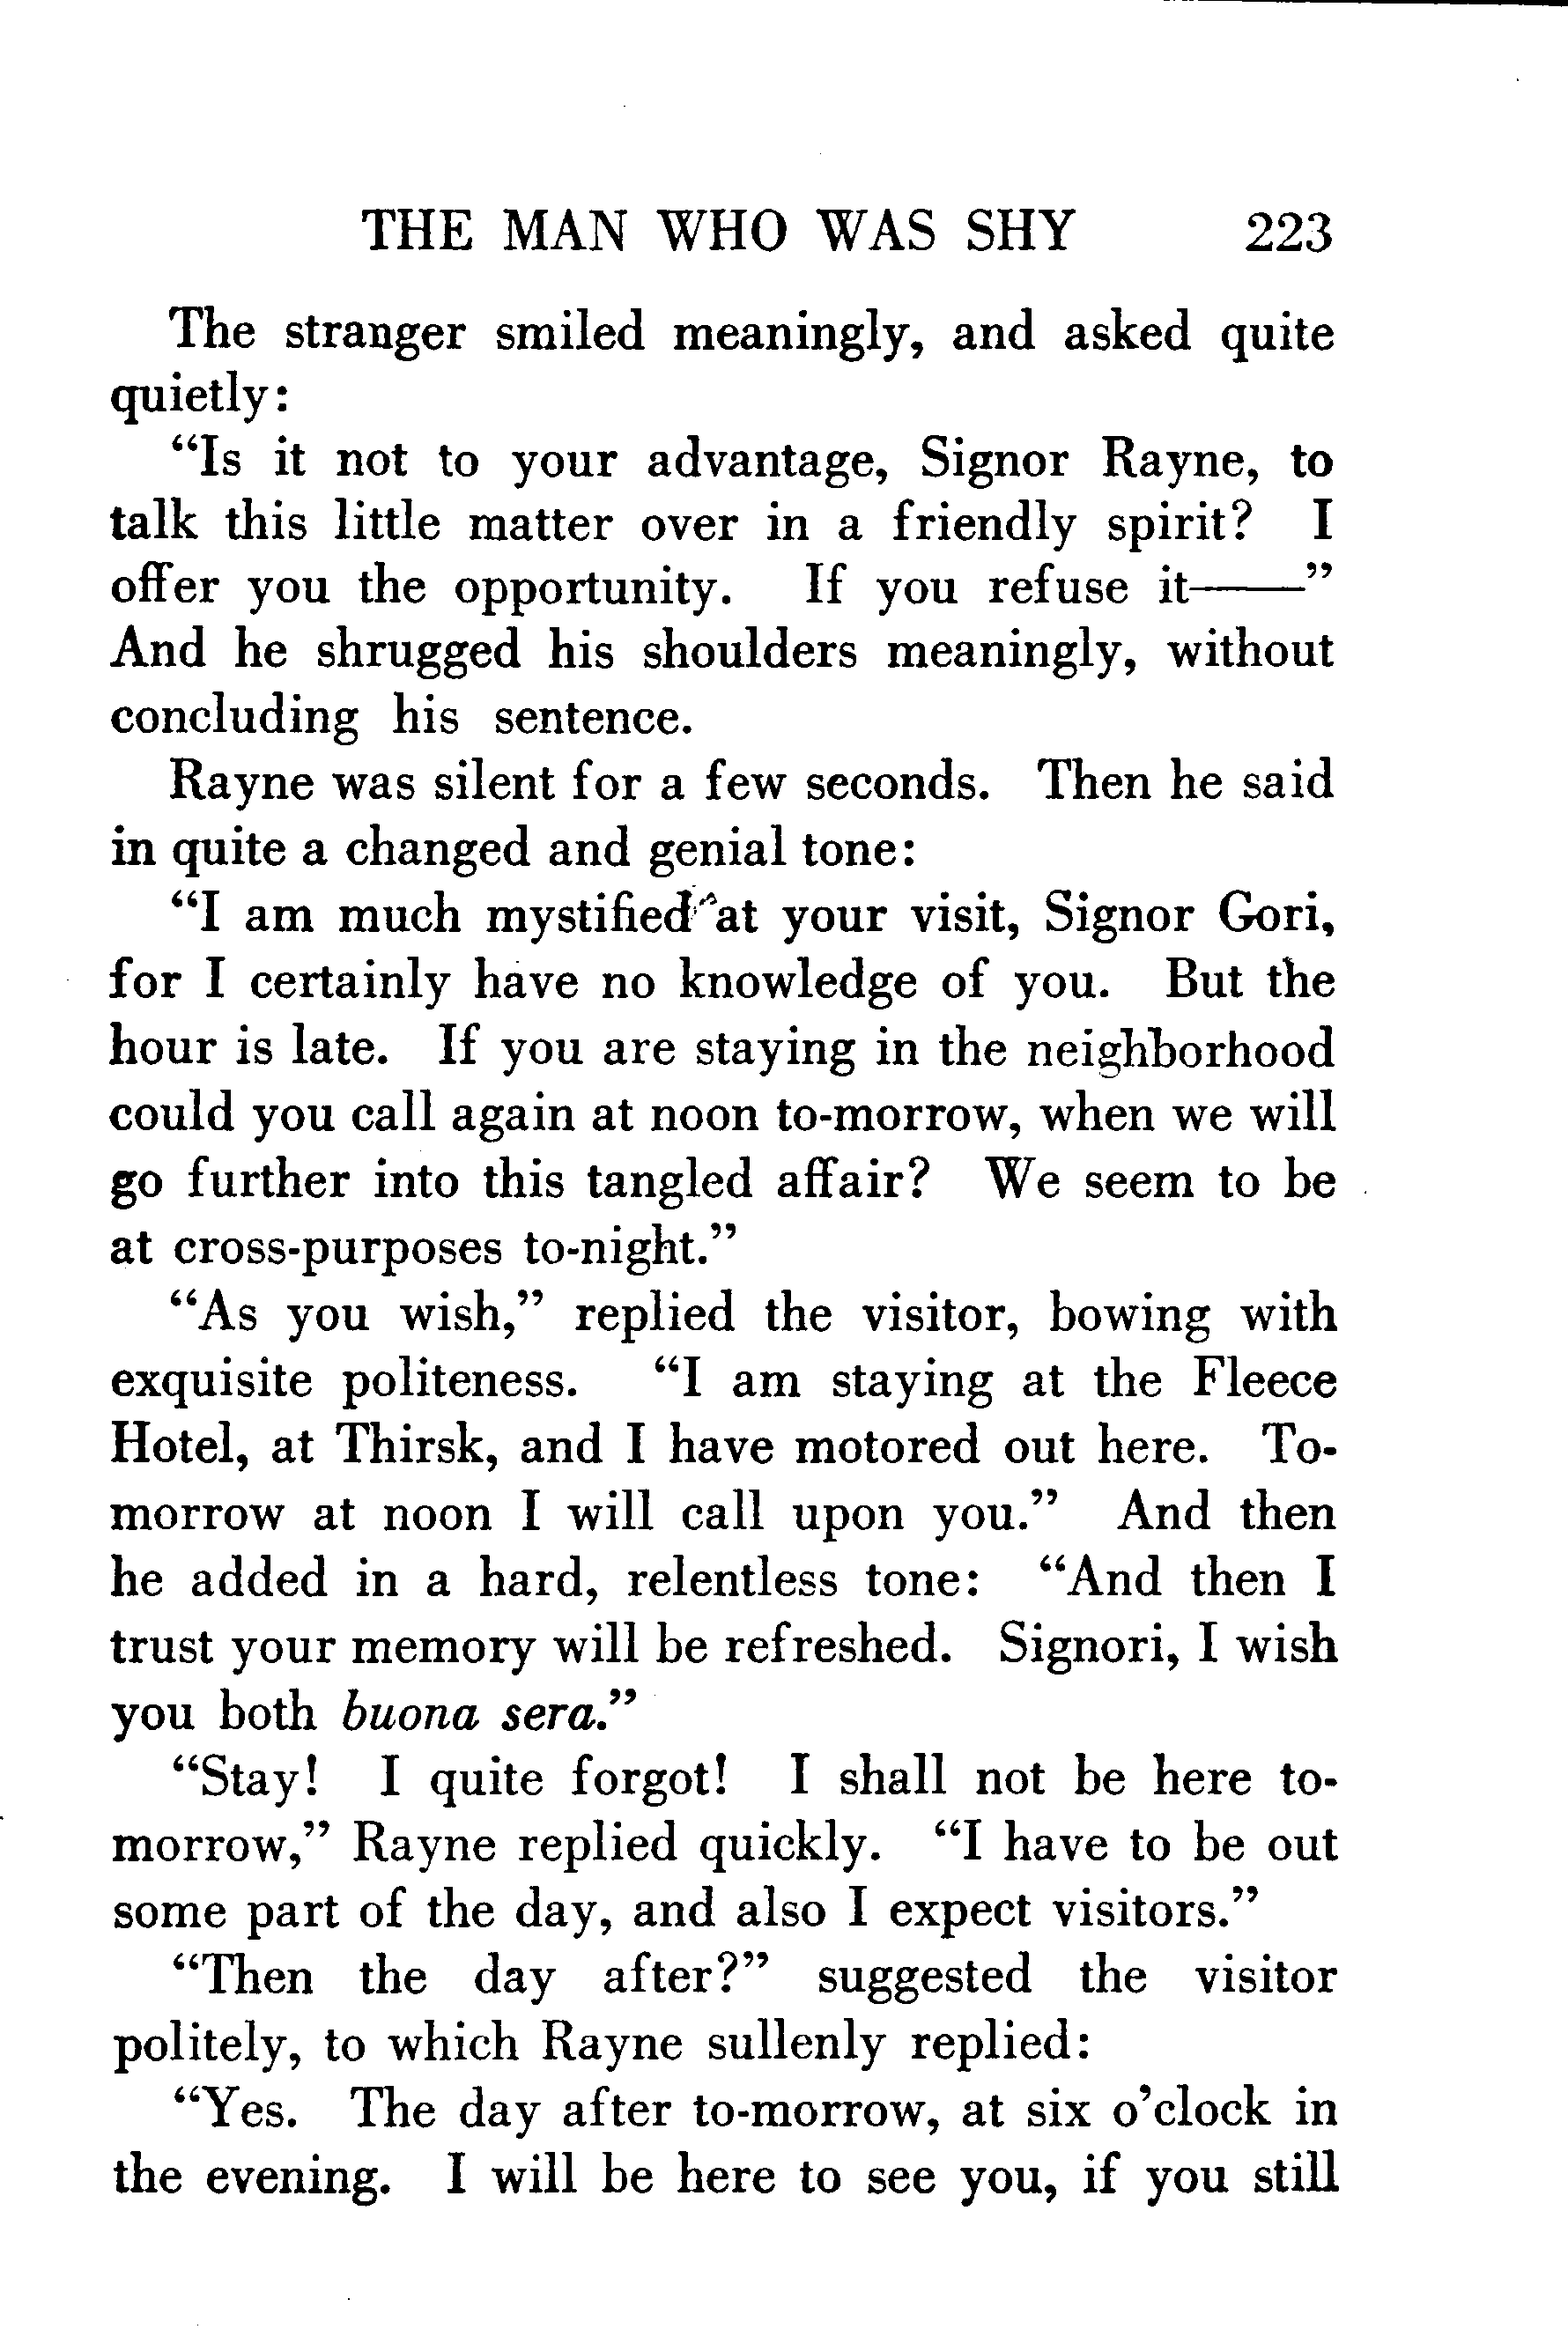 THE MAN WHO WAS SHY 223
The stranger smiled meaningly, and asked quite
quietly:
“Is it not to your advantage, Signor Rayne, to
talk this little matter over in a friendly spirit? I
offer you the opportunity. If you refuse it——”
And he shrugged his shoulders meaningly, without
concluding his sentence.
Rayne was silent for a few seconds. Then he said
in quite a changed and genial tone:
“I am much mystified at your visit, Signor Gori,
for I certainly have no knowledge of you. But the
hour is late. If you are staying in the neighborhood
could you call again at noon to-morrow, when we will
go further into this tangled affair? We seem to be
at cross-purposes to-night.”
“As you wish,” replied the visitor, bowing with
exquisite politeness. “I am staying at the Fleece
Hotel, at Thirsk, and I have motored out here. To-
morrow at noon I will call upon you.” And then
he added in a hard, relentless tone: “And then I
trust your memory will be refreshed. Signori, I wish
you both buona sera.”
“Stay! I quite forgot! I shall not be here to-
morrow,” Rayne replied quickly. “I have to be out
some part of the day, and also I expect visitors.”
“Then the day after?” suggested the visitor
politely, to which Rayne sullenly replied:
“Yes. The day after to-morrow, at six o’clock in
the evening. I will be here to see you, if you still